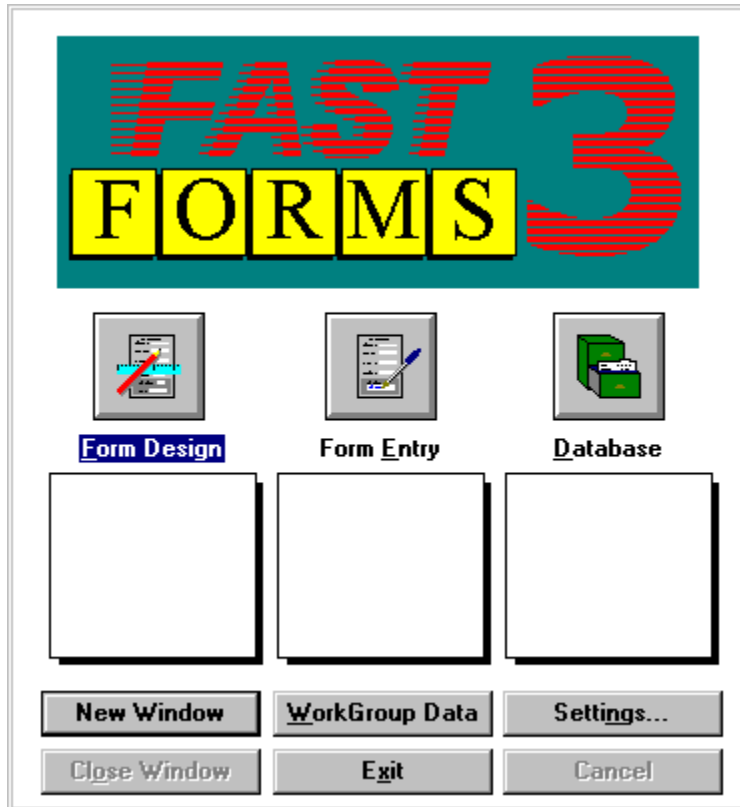 FAST 3
FORMS
Form Design Form Entry Database
New Window WorkGroup Data Settings...
Close Window Exit Cancel